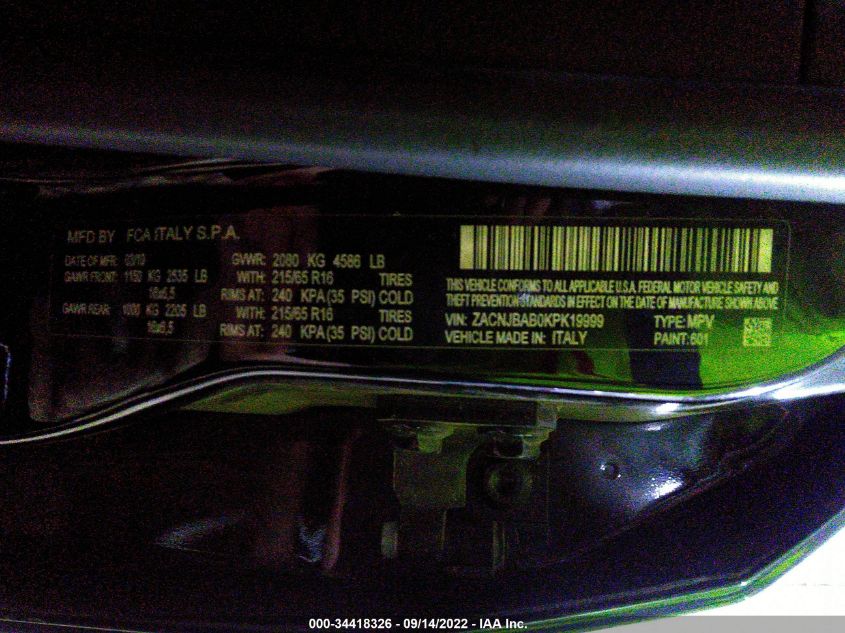 MFD BY FCA ITALY S.P.A.
DATE OF MFR: 03/19 GVWR: 2080 KG 4586 LB
GAWR FRONT: 1150 KG 2535 LB WITH: 215/65 R16 TIRES
16x6,5 RIMS AT: 240 KPA (35 PSI) COLD
GAWR REAR: 1000 KG 2205 LB WITH: 215/65 R16 TIRES
16x6,5 RIMS AT: 240 KPA (35 PSI) COLD
THIS VEHICLE CONFORMS TO ALL APPLICABLE U.S.A. FEDERAL MOTOR VEHICLE SAFETY AND
THEFT PREVENTION STANDARDS IN EFFECT ON THE DATE OF MANUFACTURE SHOWN ABOVE
VIN: ZACNJBAB0KPK19999 TYPE: MPV
VEHICLE MADE IN: ITALY PAINT: 601
000-34418326 - 09/14/2022 - IAA Inc.